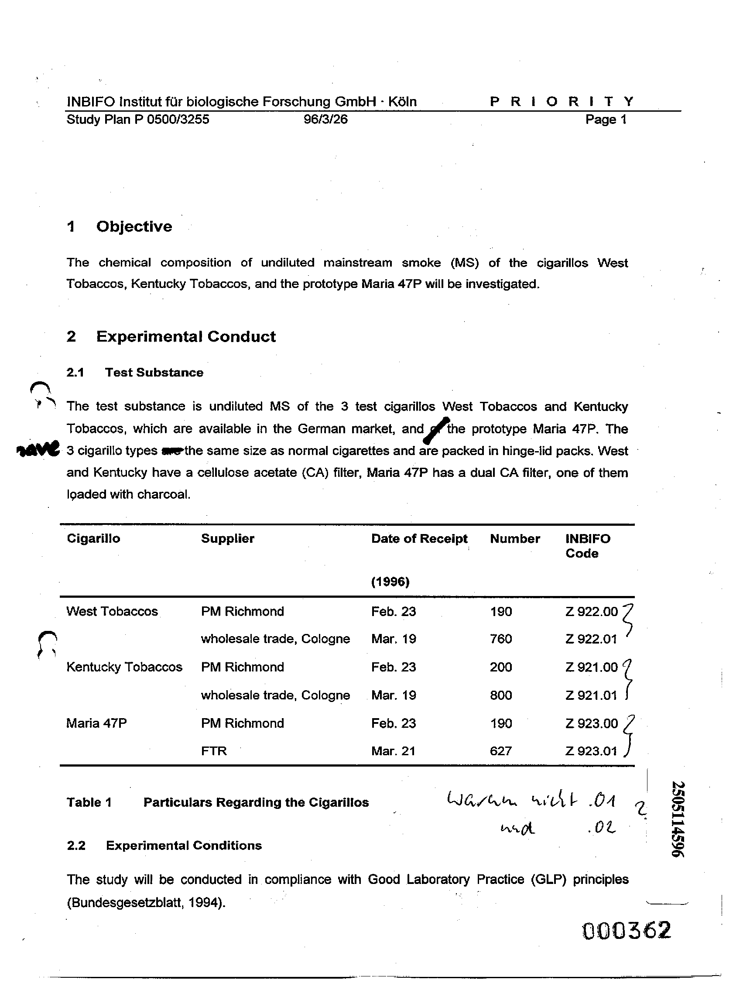 INBIFO Institut für biologische Forschung GmbH · Köln P R I O R I T Y
Study Plan P 0500/3255 96/3/26 Page 1
1 Objective
The chemical composition of undiluted mainstream smoke (MS) of the cigarillos West
Tobaccos, Kentucky Tobaccos, and the prototype Maria 47P will be investigated.
2 Experimental Conduct
2.1 Test Substance
The test substance is undiluted MS of the 3 test cigarillos West Tobaccos and Kentucky
Tobaccos, which are available in the German market, and the prototype Maria 47P. The
have 3 cigarillo types are the same size as normal cigarettes and are packed in hinge-lid packs. West
and Kentucky have a cellulose acetate (CA) filter, Maria 47P has a dual CA filter, one of them
loaded with charcoal.
Cigarillo Supplier Date of Receipt Number INBIFO
Code
(1996)
West Tobaccos PM Richmond Feb. 23 190 Z 922.00
wholesale trade, Cologne Mar. 19 760 Z 922.01
Kentucky Tobaccos PM Richmond Feb. 23 200 Z 921.00
wholesale trade, Cologne Mar. 19 800 Z 921.01
Maria 47P PM Richmond Feb. 23 190 Z 923.00
FTR Mar. 21 627 Z 923.01
Table 1 Particulars Regarding the Cigarillos
Warum nicht .01 ?
und .02
2.2 Experimental Conditions
The study will be conducted in compliance with Good Laboratory Practice (GLP) principles
(Bundesgesetzblatt, 1994).
2505114596
000362